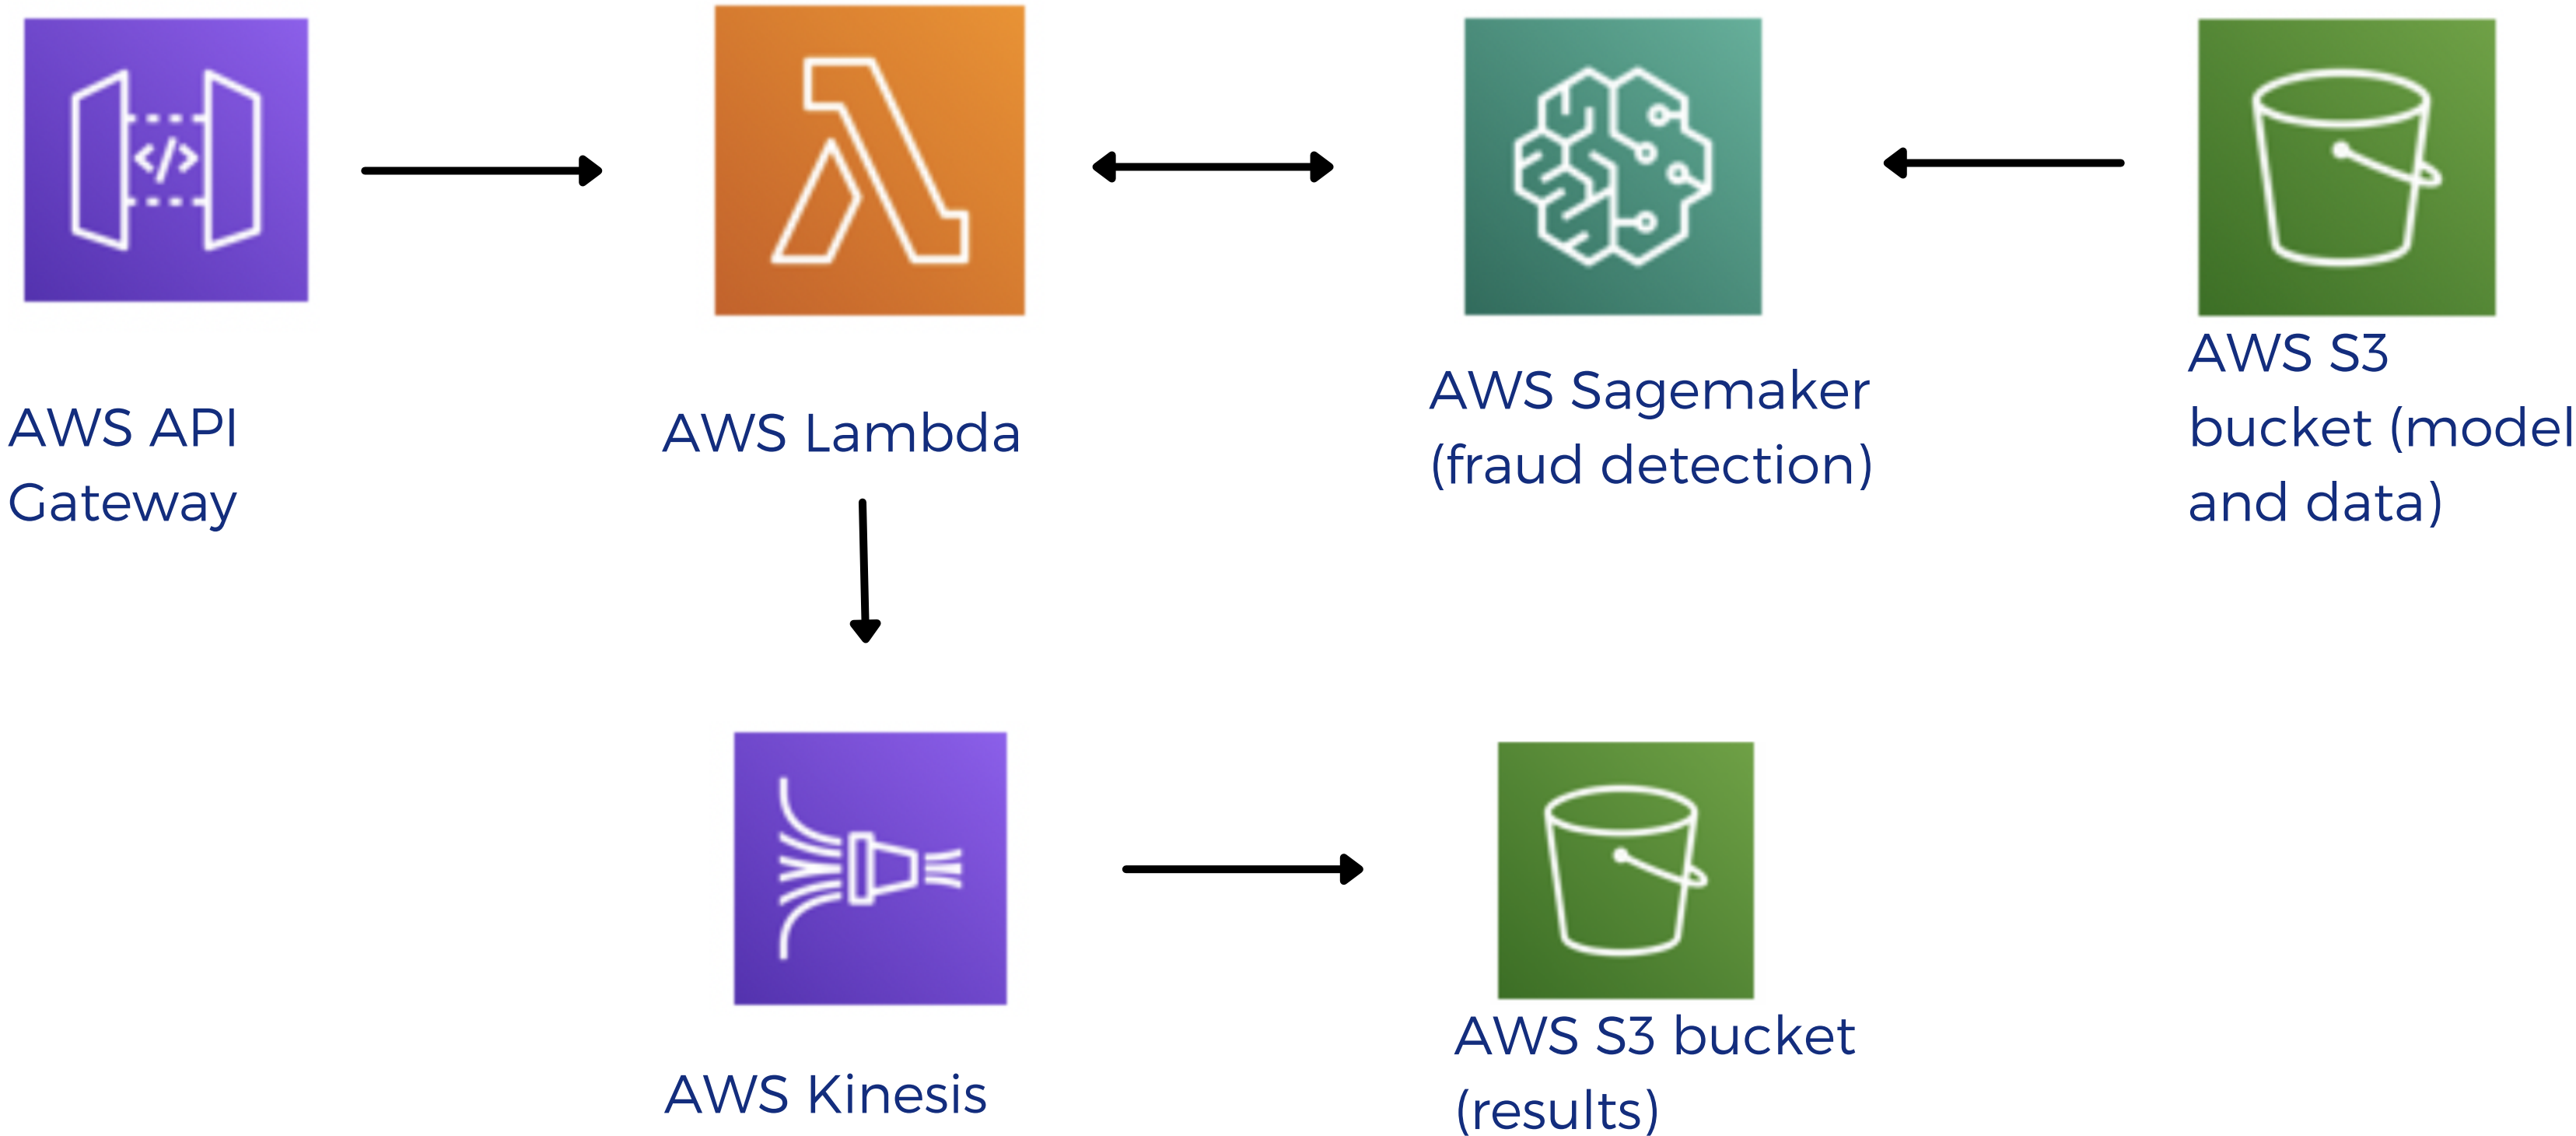 </>
AWS API
Gateway
AWS Lambda
AWS Sagemaker
(fraud detection)
AWS S3
bucket (model
and data)
AWS Kinesis
AWS S3 bucket
(results)